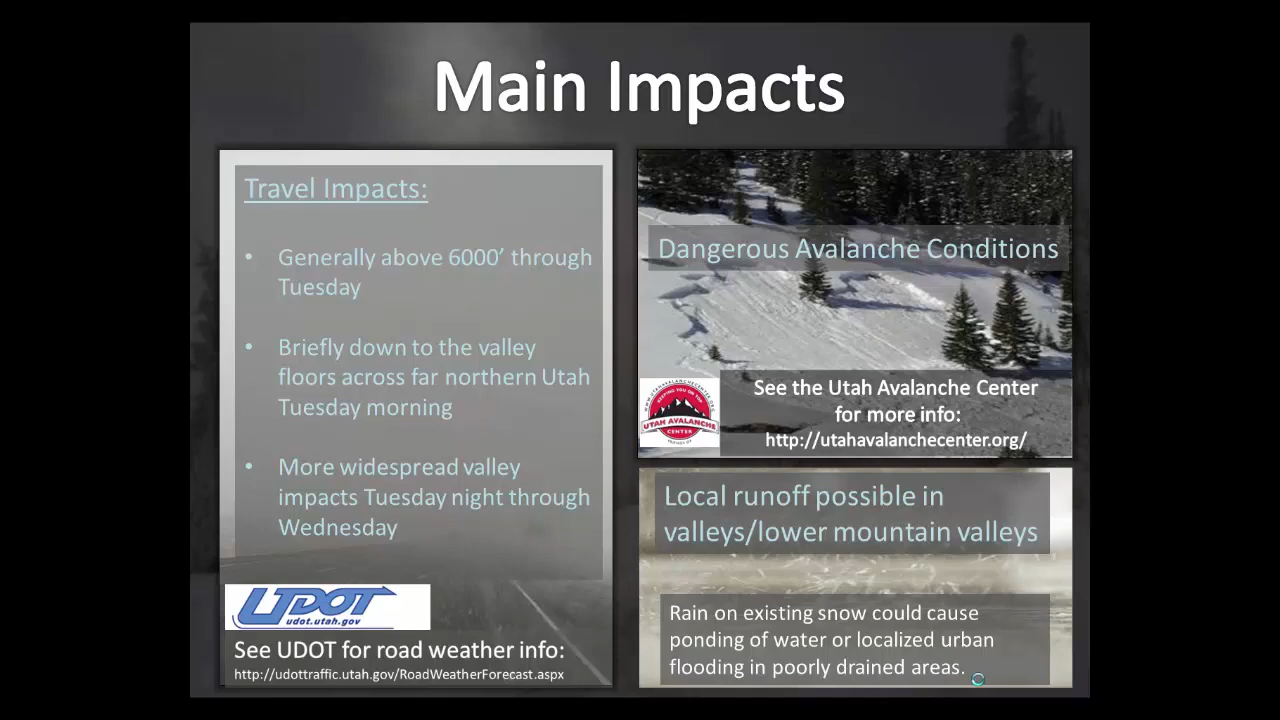 Main Impacts
Travel Impacts:
• Generally above 6000’ through
Tuesday
• Briefly down to the valley
floors across far northern Utah
Tuesday morning
• More widespread valley
impacts Tuesday night through
Wednesday
UDOT
udot.utah.gov
See UDOT for road weather info:
http://udottraffic.utah.gov/RoadWeatherForecast.aspx
Dangerous Avalanche Conditions
KEEPING YOU ON TOP
UTAH AVALANCHE
CENTER
See the Utah Avalanche Center
for more info:
http://utahavalanchecenter.org/
Local runoff possible in
valleys/lower mountain valleys
Rain on existing snow could cause
ponding of water or localized urban
flooding in poorly drained areas.